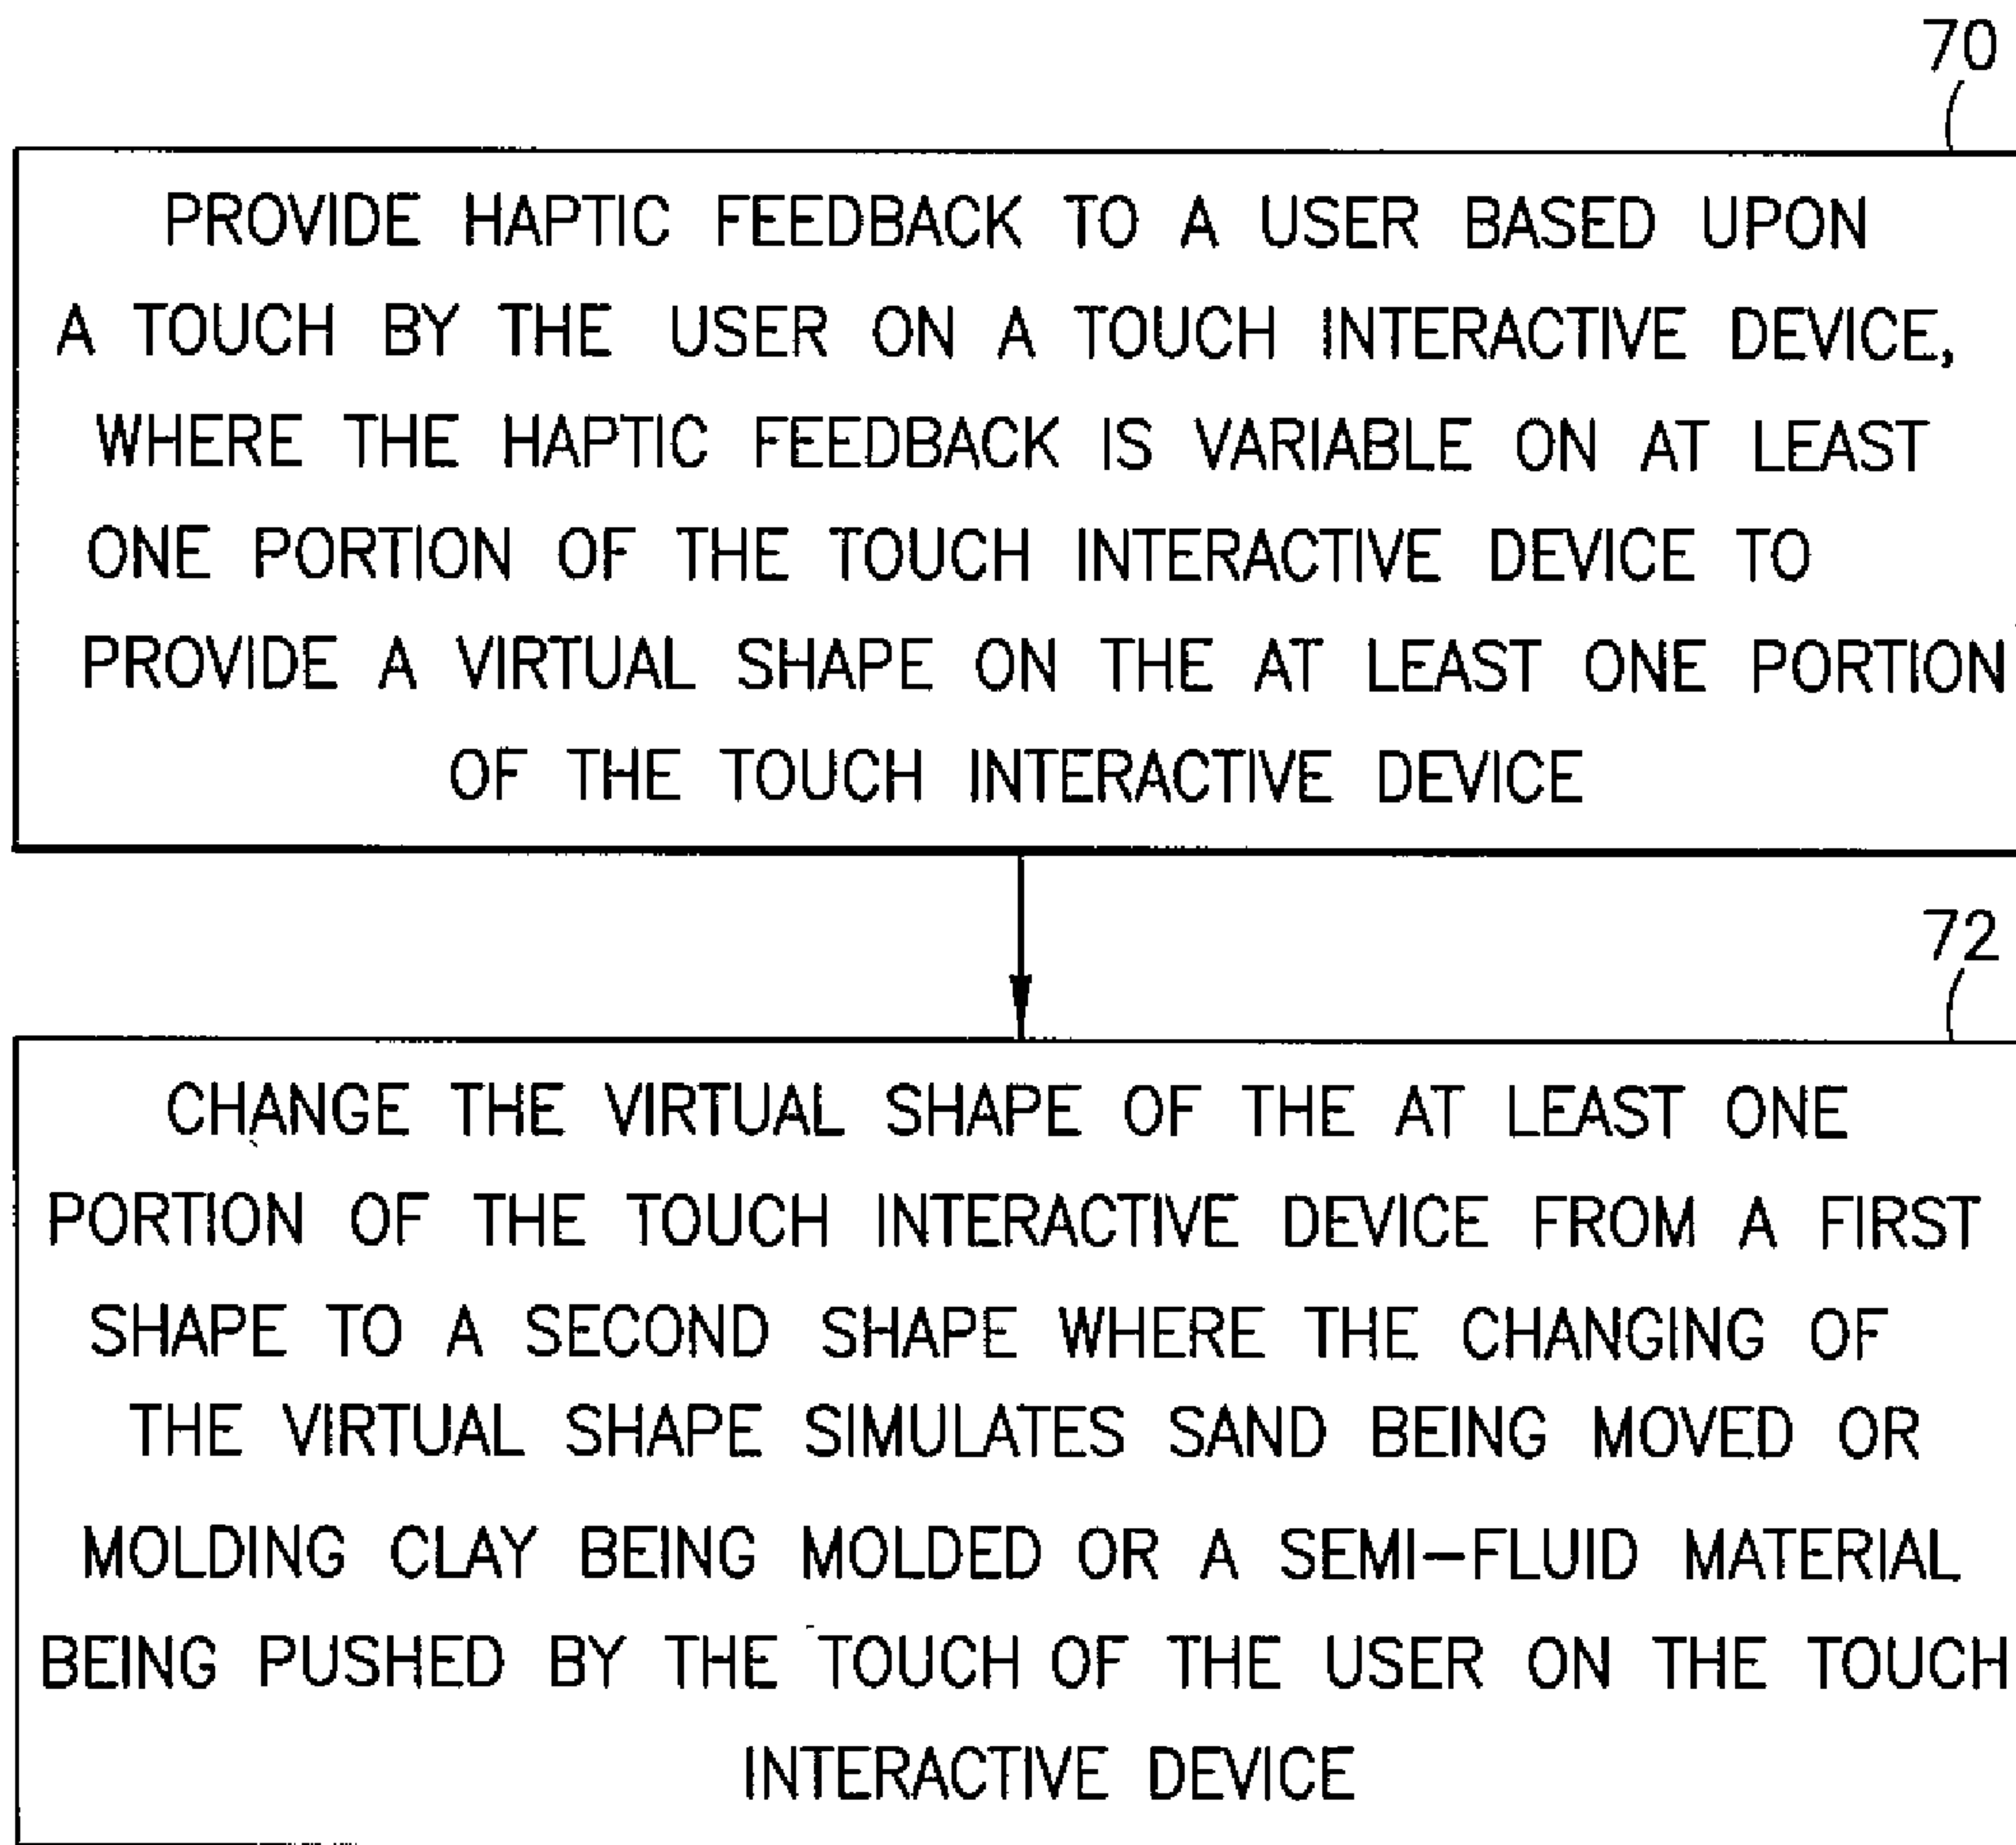 70
PROVIDE HAPTIC FEEDBACK TO A USER BASED UPON
A TOUCH BY THE USER ON A TOUCH INTERACTIVE DEVICE,
WHERE THE HAPTIC FEEDBACK IS VARIABLE ON AT LEAST
ONE PORTION OF THE TOUCH INTERACTIVE DEVICE TO
PROVIDE A VIRTUAL SHAPE ON THE AT LEAST ONE PORTION
OF THE TOUCH INTERACTIVE DEVICE
72
CHANGE THE VIRTUAL SHAPE OF THE AT LEAST ONE
PORTION OF THE TOUCH INTERACTIVE DEVICE FROM A FIRST
SHAPE TO A SECOND SHAPE WHERE THE CHANGING OF
THE VIRTUAL SHAPE SIMULATES SAND BEING MOVED OR
MOLDING CLAY BEING MOLDED OR A SEMI-FLUID MATERIAL
BEING PUSHED BY THE TOUCH OF THE USER ON THE TOUCH
INTERACTIVE DEVICE